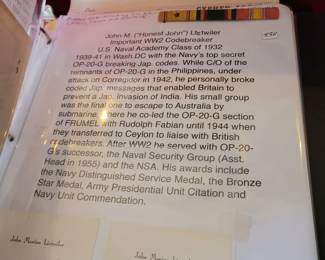 John M. ("Honest John") Lietwiler
Important WW2 Codebreaker
U.S. Naval Academy Class of 1932
1939-41 in Wash DC with the Navy's top secret
OP-20-G breaking Jap. codes. While C/O of the
remnants of OP-20-G in the Philippines, under
attack on Corregidor in 1942, he personally broke
coded Jap. messages that enabled Britain to
prevent a Jap. invasion of India. His small group
was the final one to escape to Australia by
submarine, where he co-led the OP-20-G section
of FRUMEL with Rudolph Fabian until 1944 when
they transferred to Ceylon to liaise with British
codebreakers. After WW2 he served with OP-20-
G's successor, the Naval Security Group (Asst.
Head in 1955) and the NSA. His awards include
the Navy Distinguished Service Medal, the Bronze
Star Medal, Army Presidential Unit Citation and
Navy Unit Commendation.
John Marion Lietwiler
John Marion Lietwiler